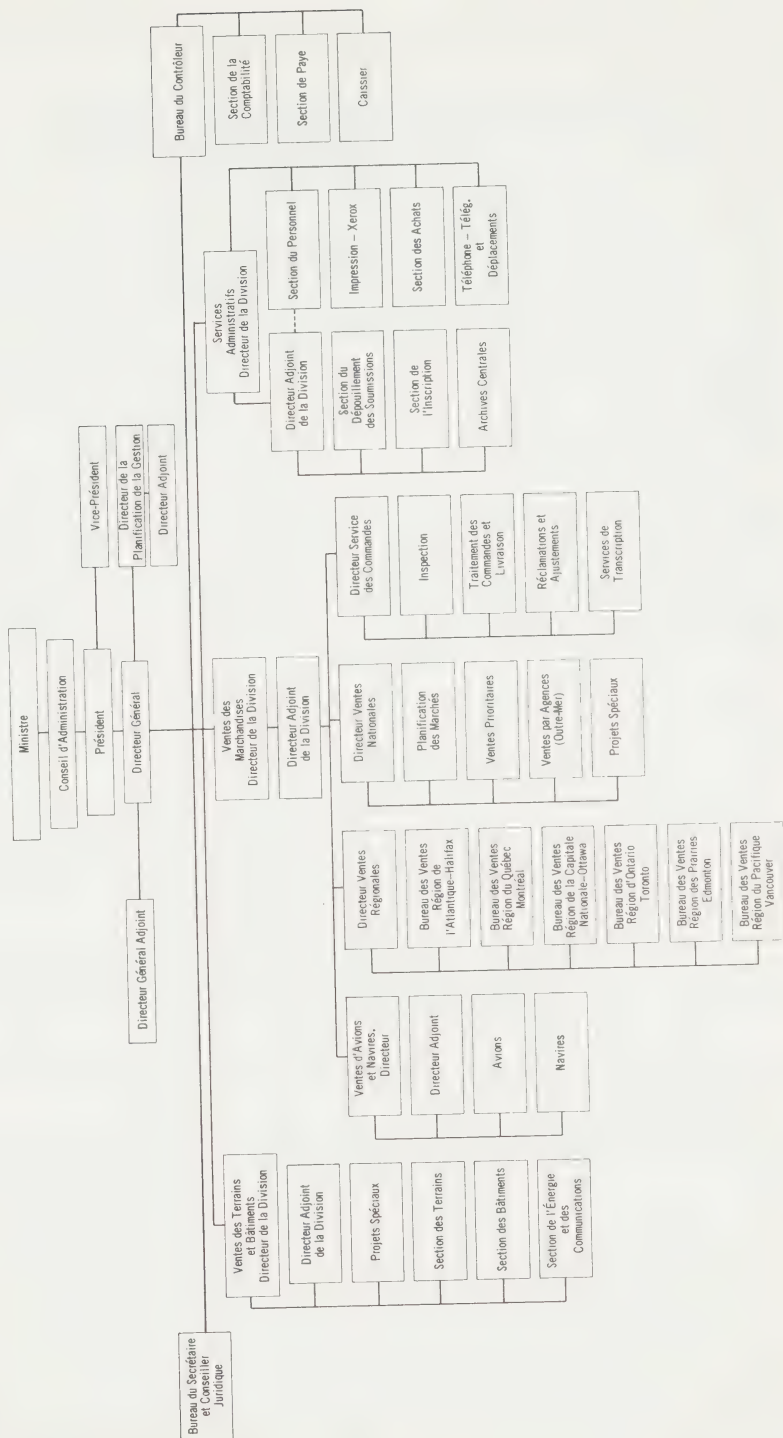 Ministre
Conseil d'Administration
Président
Vice-Président
Directeur Général
Directeur de la
Planification de la Gestion
Directeur Adjoint
Directeur Général Adjoint
Bureau du Secrétaire
et Conseiller
Juridique
Bureau du Contrôleur
Section de la
Comptabilité
Section de Paye
Caissier
Ventes des Terrains
et Bâtiments
Directeur de la Division
Directeur Adjoint
de la Division
Projets Spéciaux
Section des Terrains
Section des Bâtiments
Section de l'Énergie
et des
Communications
Ventes des
Marchandises
Directeur de la Division
Directeur Adjoint
de la Division
Ventes d'Avions
et Navires,
Directeur
Directeur Adjoint
Avions
Navires
Directeur Ventes
Régionales
Bureau des Ventes
Région de
l'Atlantique–Halifax
Bureau des Ventes
Région du Québec
Montréal
Bureau des Ventes
Région de la Capitale
Nationale–Ottawa
Bureau des Ventes
Région d'Ontario
Toronto
Bureau des Ventes
Région des Prairies
Edmonton
Bureau des Ventes
Région du Pacifique
Vancouver
Directeur Ventes
Nationales
Planification
des Marchés
Ventes Prioritaires
Ventes par Agences
(Outre-Mer)
Projets Spéciaux
Directeur Service
des Commandes
Inspection
Traitement des
Commandes et
Livraison
Réclamations et
Ajustements
Services de
Transcription
Services
Administratifs
Directeur de la Division
Directeur Adjoint
de la Division
Section du
Dépouillement
des Soumissions
Section de
l'Inscription
Archives Centrales
Section du Personnel
Impression – Xerox
Section des Achats
Téléphone – Télég.
et
Déplacements